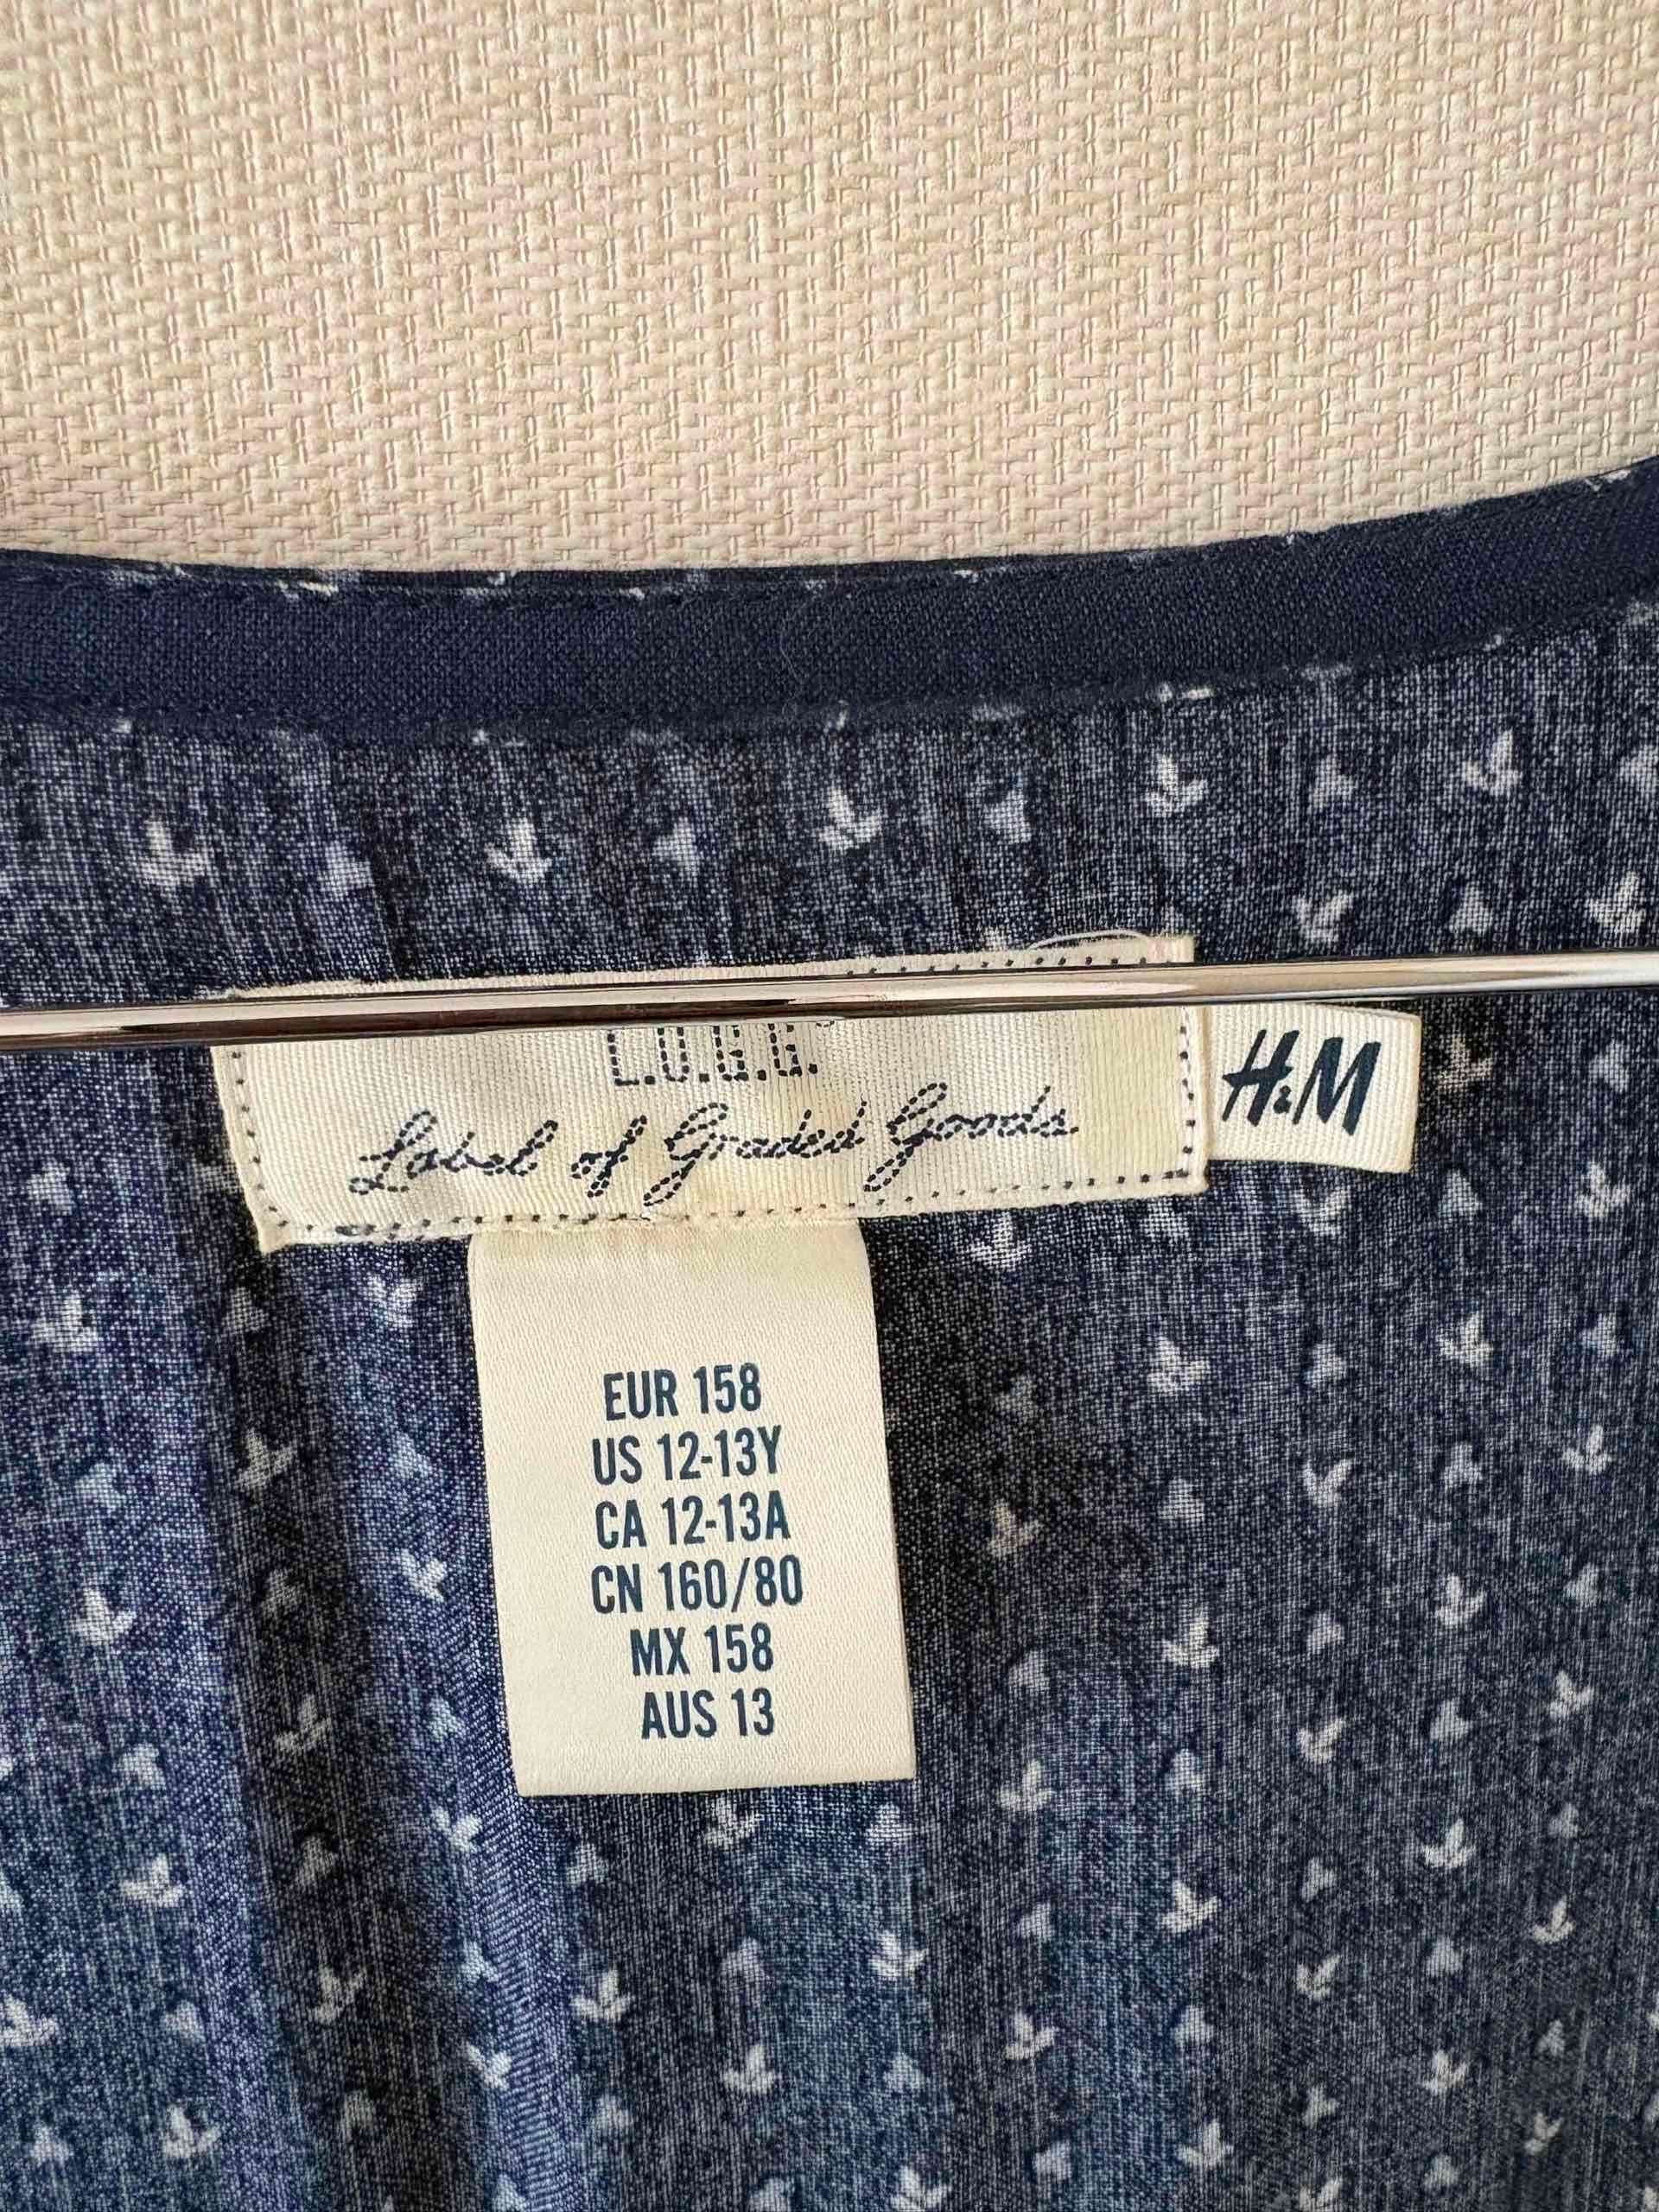 L.O.G.G.
Label of Graded Goods
H&M
EUR 158
US 12-13Y
CA 12-13A
CN 160/80
MX 158
AUS 13